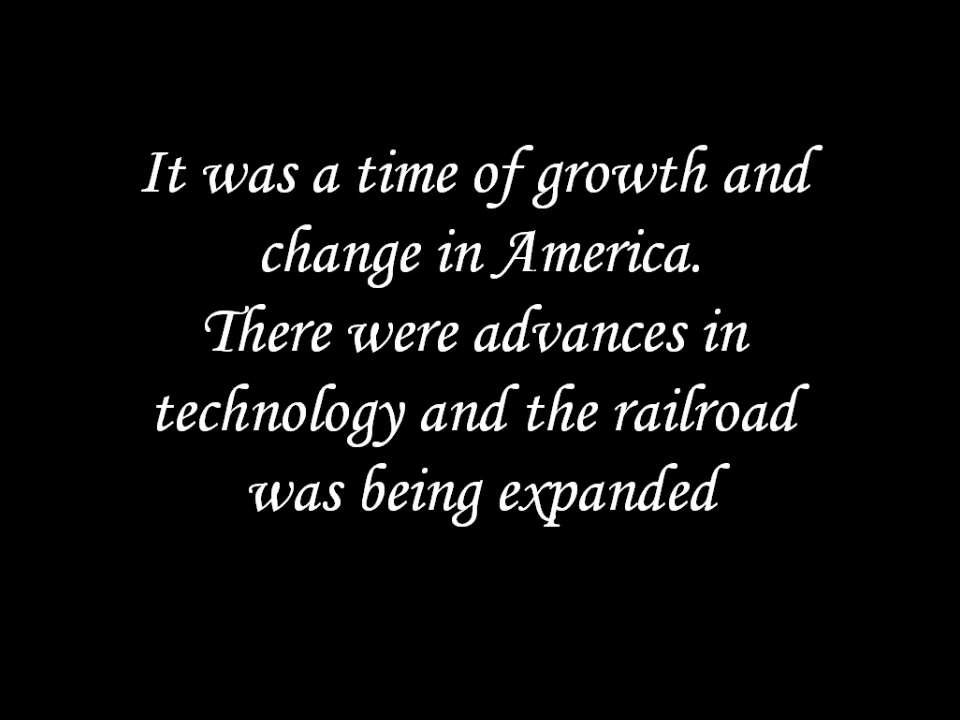 It was a time of growth and
change in America.
There were advances in
technology and the railroad
was being expanded